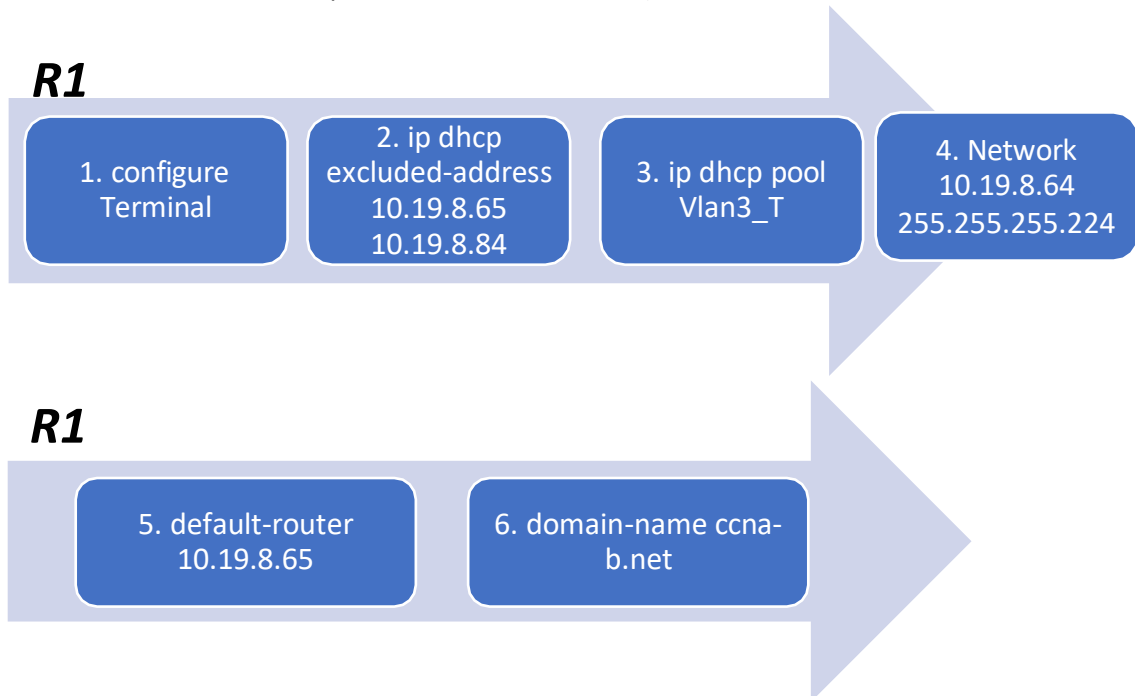 R1
1. configure
Terminal
2. ip dhcp
excluded-address
10.19.8.65
10.19.8.84
3. ip dhcp pool
Vlan3_T
4. Network
10.19.8.64
255.255.255.224
R1
5. default-router
10.19.8.65
6. domain-name ccna-
b.net